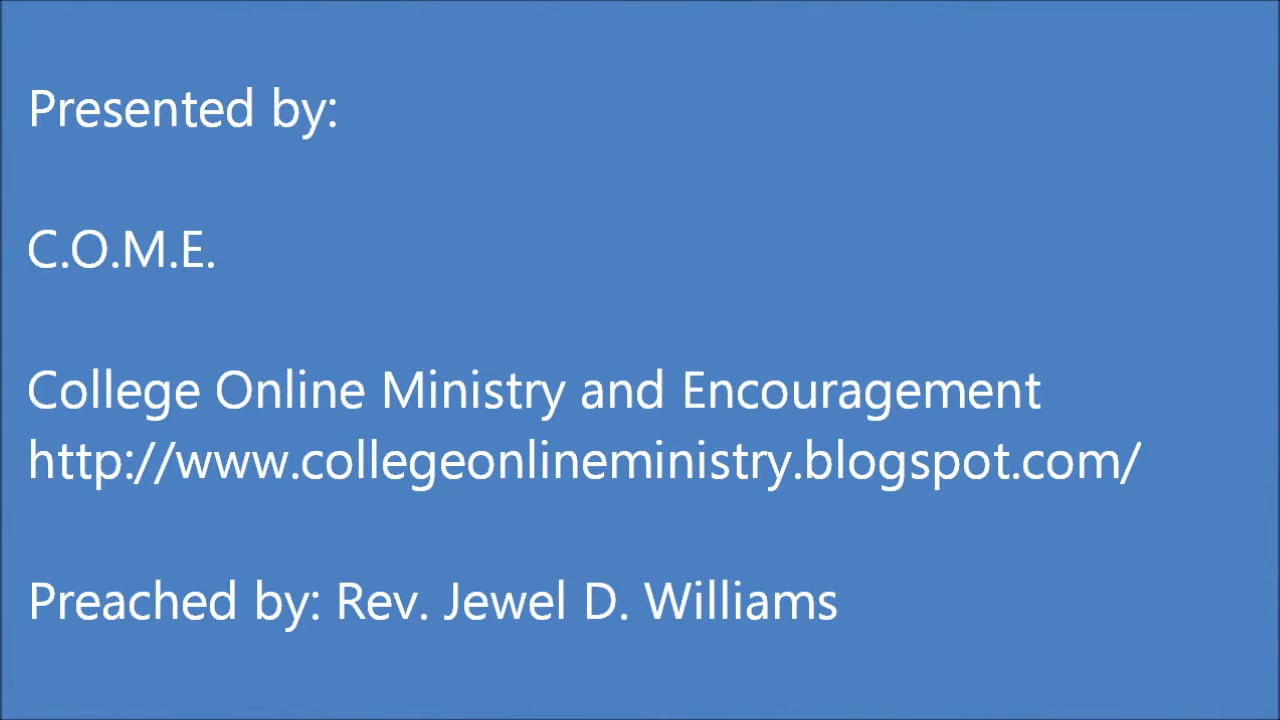 Presented by:
C.O.M.E.
College Online Ministry and Encouragement
http://www.collegeonlineministry.blogspot.com/
Preached by: Rev. Jewel D. Williams